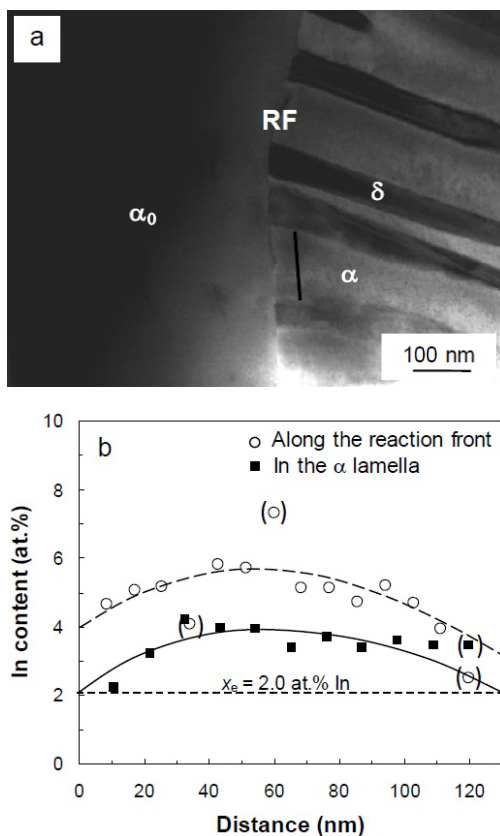 a
RF
α₀
δ
α
100 nm
b
○ Along the reaction front
■ In the α lamella
In content (at.%)
10
8
6
4
2
0
( )
( )
( )
( )
xₑ = 2.0 at.% In
0 20 40 60 80 100 120
Distance (nm)